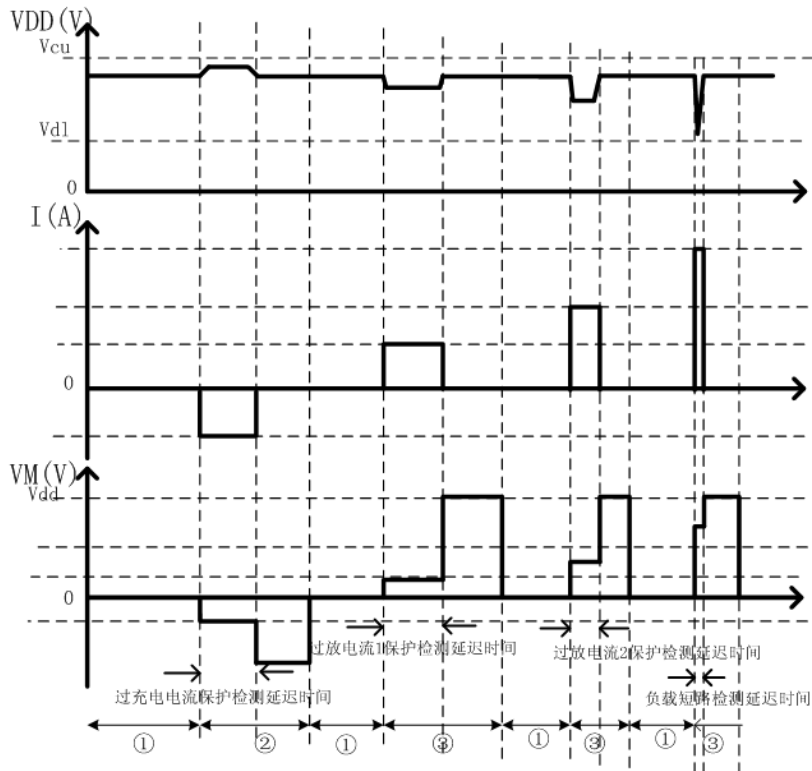 VDD(V)
Vcu
Vdl
0
I(A)
0
VM(V)
Vdd
0
过放电流1保护检测延迟时间
过放电流2保护检测延迟时间
过充电电流保护检测延迟时间
负载短路检测延迟时间
① ② ① ③ ① ③ ① ③